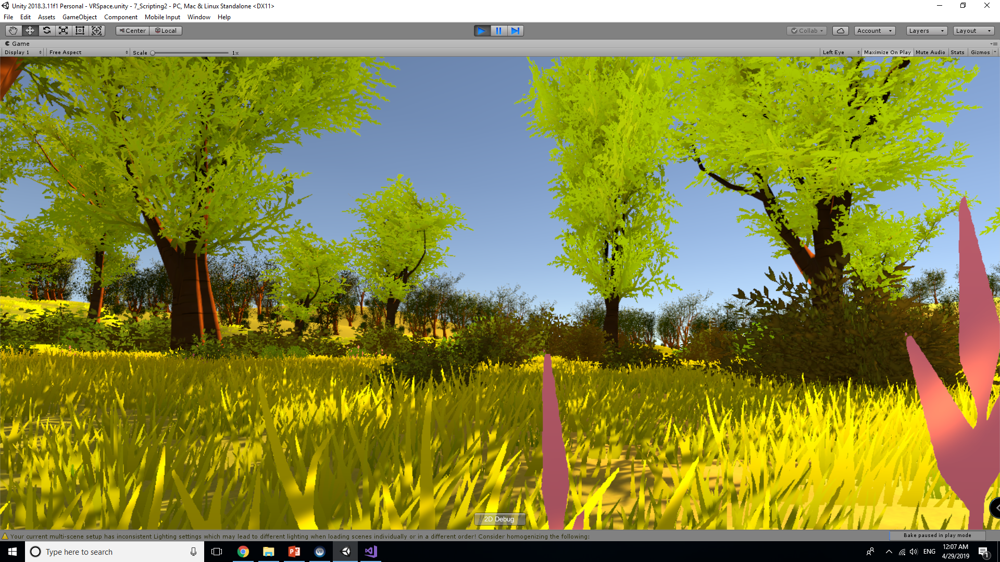 Unity 2018.3.11f1 Personal - VRSpace.unity - 7_Scripting2 - PC, Mac & Linux Standalone <DX11>
File Edit Assets GameObject Component Mobile Input Window Help
Center Local Collab Account Layers Layout
Game
Display 1 Free Aspect Scale 1x Left Eye Maximize On Play Mute Audio Stats Gizmos
2D Debug
Your current multi-scene setup has inconsistent Lighting settings which may lead to different lighting when loading scenes individually or in a different order! Consider homogenizing the following:
Bake paused in play mode
Type here to search
VR
ENG
12:07 AM
4/29/2019
1